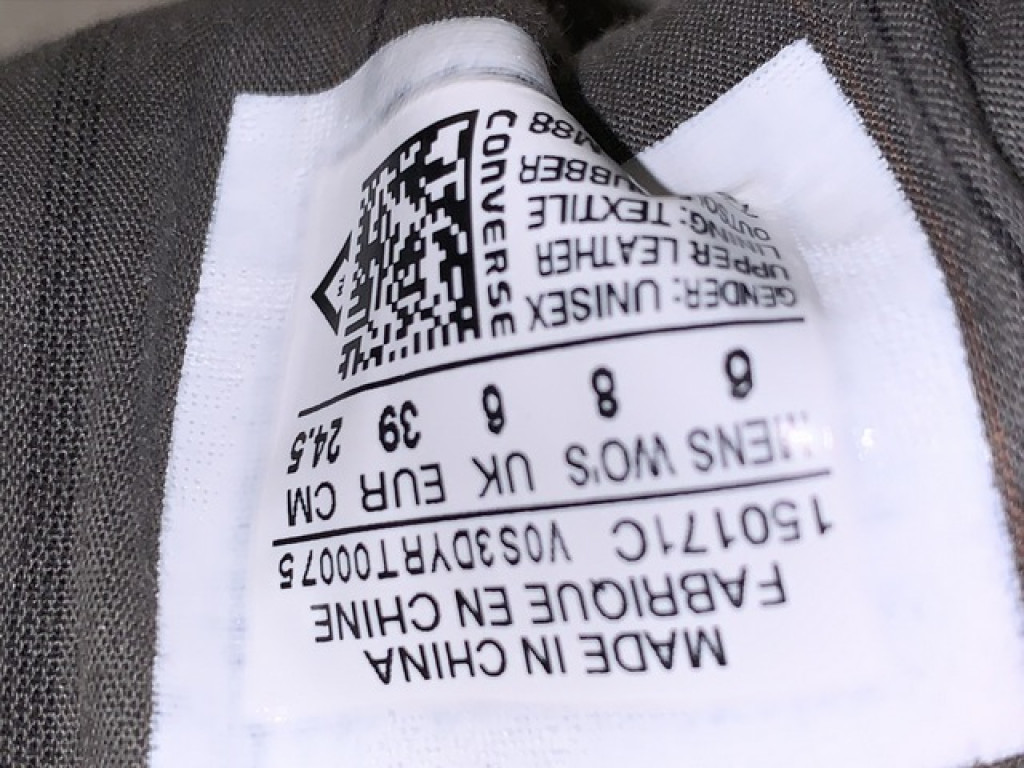 MADE IN CHINA
FABRIQUE EN CHINE
150171C V0S3DYRT00075
MENS WO'S UK EUR CM
6 8 6 39 24.5
GENDER: UNISEX
UPPER LEATHER
LINING: TEXTILE
RUBBER
M88
CONVERSE